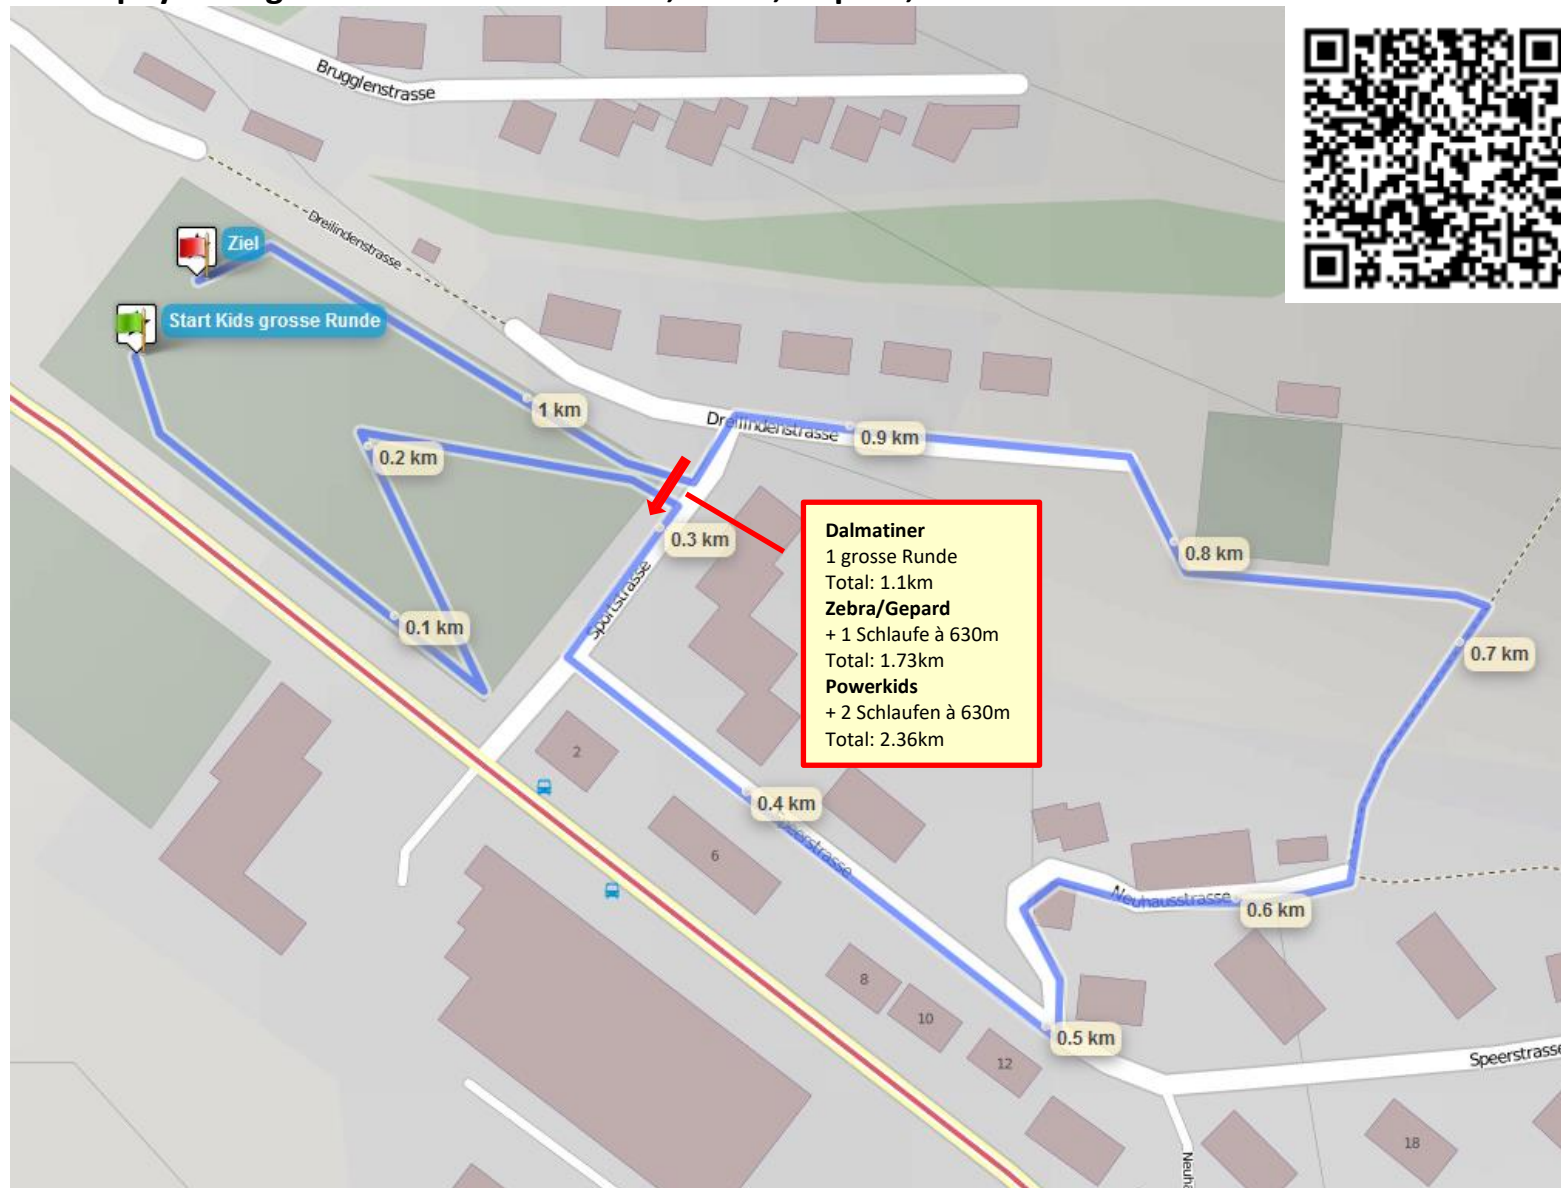 Brugglenstrasse
Dreilindenstrasse
Ziel
Start Kids grosse Runde
1 km
Dreilindenstrasse
0.9 km
0.2 km
0.3 km
0.8 km
Sportstrasse
0.1 km
0.7 km
Dalmatiner
1 grosse Runde
Total: 1.1km
Zebra/Gepard
+ 1 Schlaufe à 630m
Total: 1.73km
Powerkids
+ 2 Schlaufen à 630m
Total: 2.36km
2
0.4 km
Speerstrasse
6
Neuhausstrasse
0.6 km
8
10
0.5 km
12
Speerstrasse
18